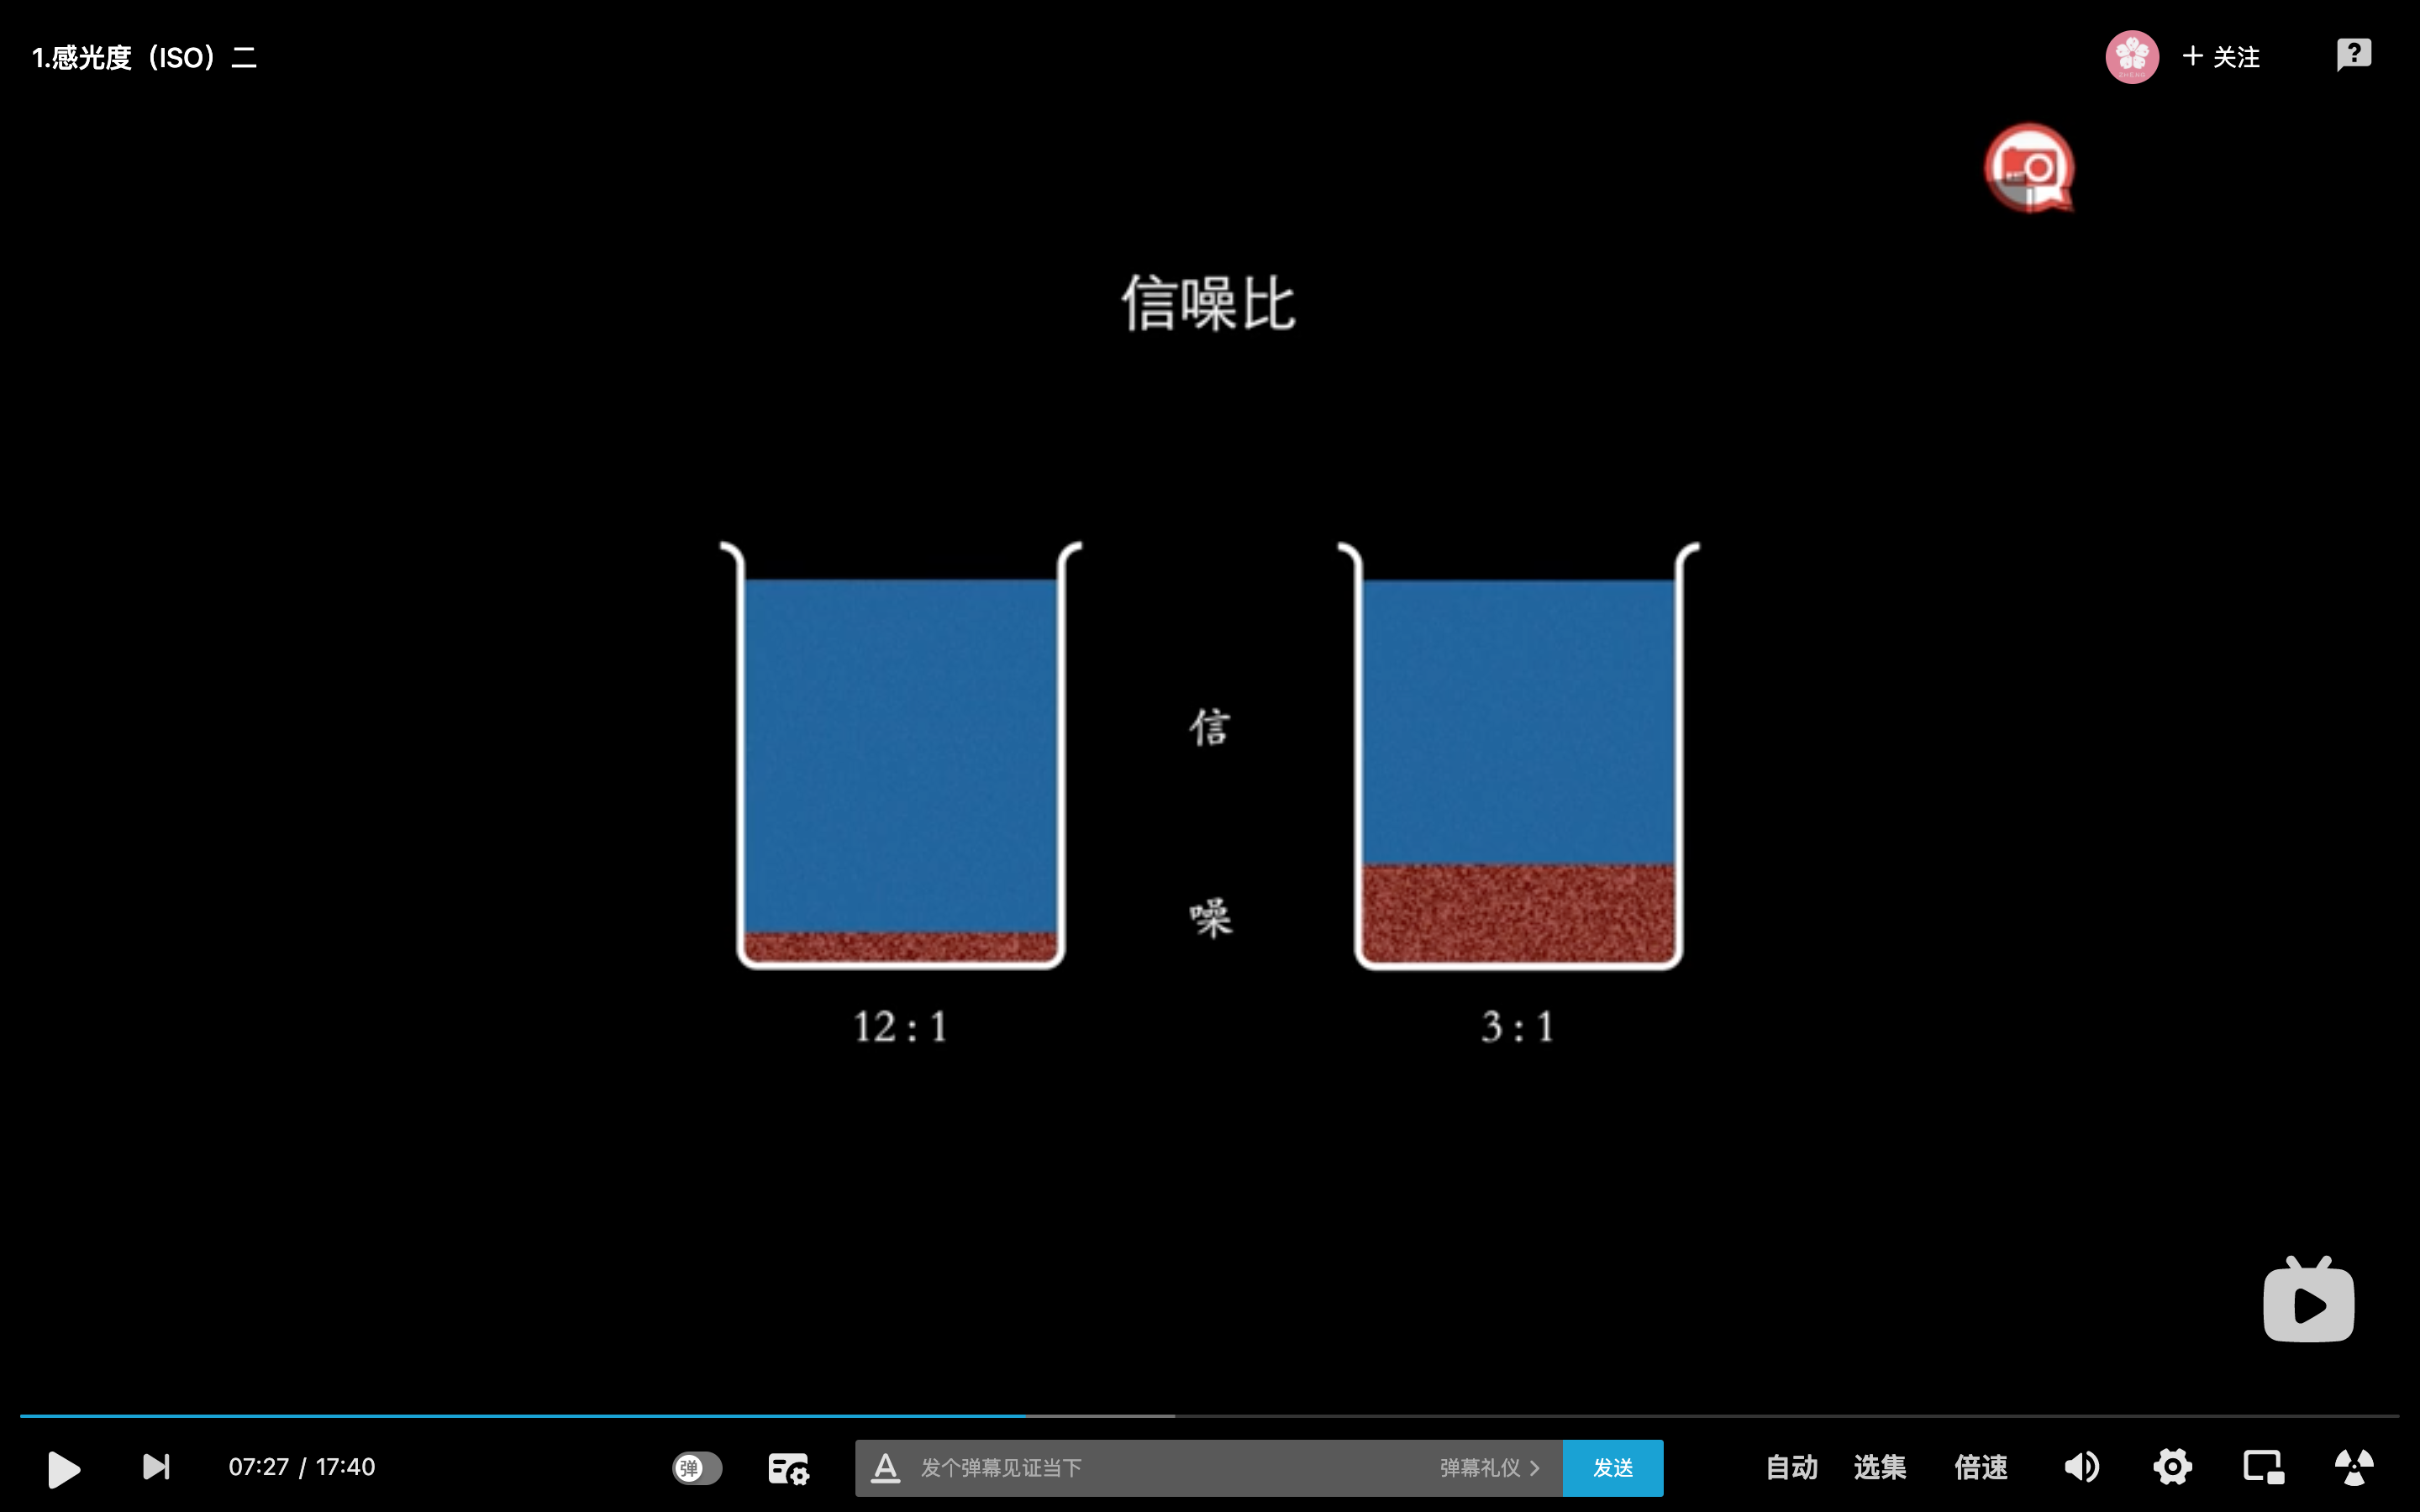 1.感光度（ISO）二
+ 关注
信噪比
信
噪
12 : 1
3 : 1
07:27 / 17:40
弹
发个弹幕见证当下
弹幕礼仪 >
发送
自动
选集
倍速